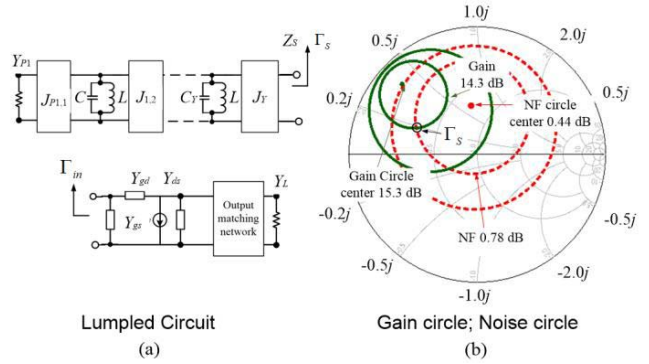 Y_P1
J_P1,1
C
L
J_1,2
C_Y
L
J_Y
Z_S
Γ_s
Γ_in
Y_gs
Y_gd
Y_ds
Output
matching
network
Y_L
Lumpled Circuit
(a)
1.0j
0.5j
2.0j
0.2j
0.5j
Gain
14.3 dB
NF circle
center 0.44 dB
Γ_S
Gain Circle
center 15.3 dB
-0.2j
-0.5j
NF 0.78 dB
-0.5j
-2.0j
-1.0j
Gain circle; Noise circle
(b)